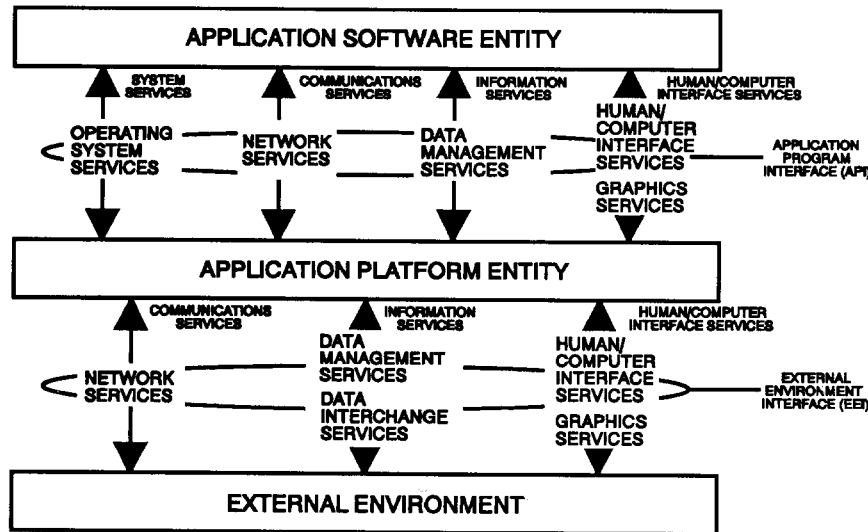 APPLICATION SOFTWARE ENTITY
SYSTEM
SERVICES
COMMUNICATIONS
SERVICES
INFORMATION
SERVICES
HUMAN/COMPUTER
INTERFACE SERVICES
OPERATING
SYSTEM
SERVICES
NETWORK
SERVICES
DATA
MANAGEMENT
SERVICES
HUMAN/
COMPUTER
INTERFACE
SERVICES
GRAPHICS
SERVICES
APPLICATION
PROGRAM
INTERFACE (API)
APPLICATION PLATFORM ENTITY
COMMUNICATIONS
SERVICES
INFORMATION
SERVICES
HUMAN/COMPUTER
INTERFACE SERVICES
NETWORK
SERVICES
DATA
MANAGEMENT
SERVICES
DATA
INTERCHANGE
SERVICES
HUMAN/
COMPUTER
INTERFACE
SERVICES
GRAPHICS
SERVICES
EXTERNAL
ENVIRONMENT
INTERFACE (EEI)
EXTERNAL ENVIRONMENT